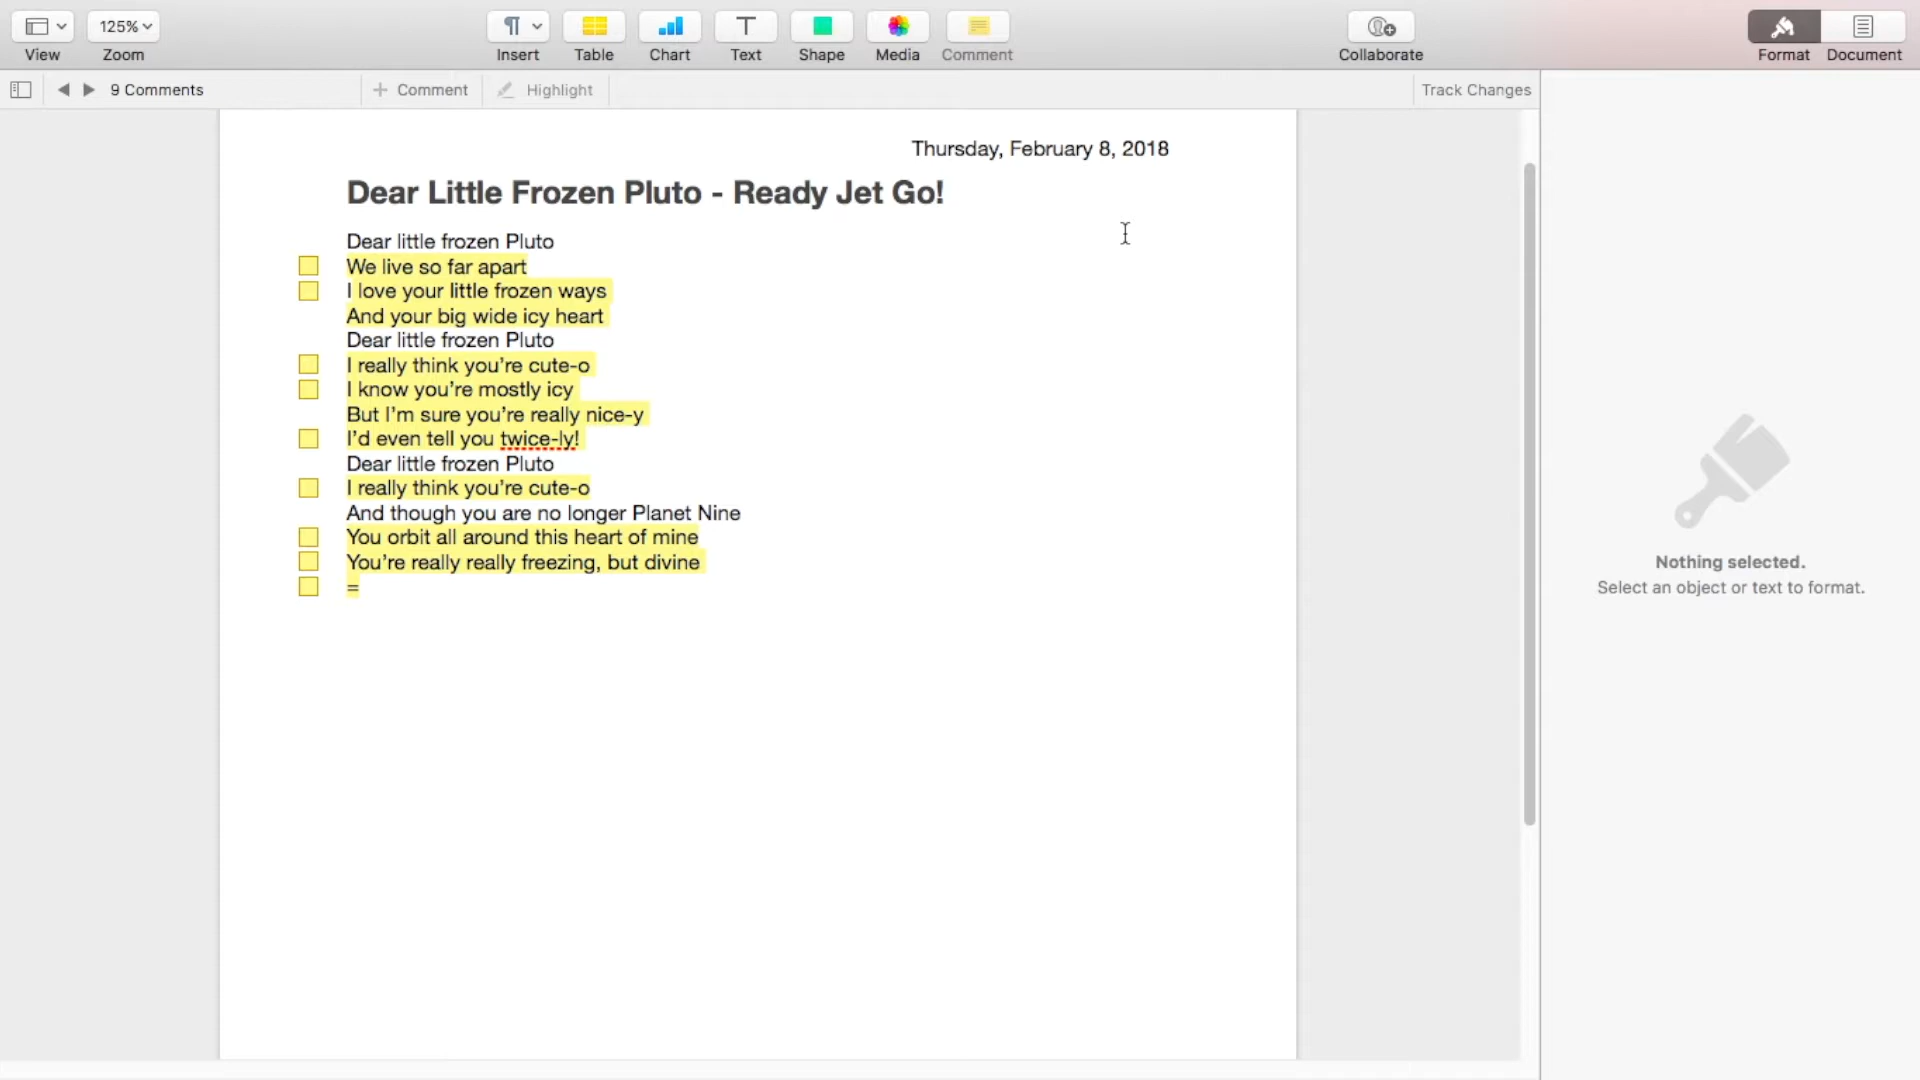 125%
View
Zoom
Insert
Table
Chart
Text
Shape
Media
Comment
Collaborate
Format
Document
9 Comments
Comment
Highlight
Track Changes
Thursday, February 8, 2018
Dear Little Frozen Pluto - Ready Jet Go!
Dear little frozen Pluto
We live so far apart
I love your little frozen ways
And your big wide icy heart
Dear little frozen Pluto
I really think you’re cute-o
I know you’re mostly icy
But I’m sure you’re really nice-y
I’d even tell you twice-ly!
Dear little frozen Pluto
I really think you’re cute-o
And though you are no longer Planet Nine
You orbit all around this heart of mine
You’re really really freezing, but divine
=
Nothing selected.
Select an object or text to format.